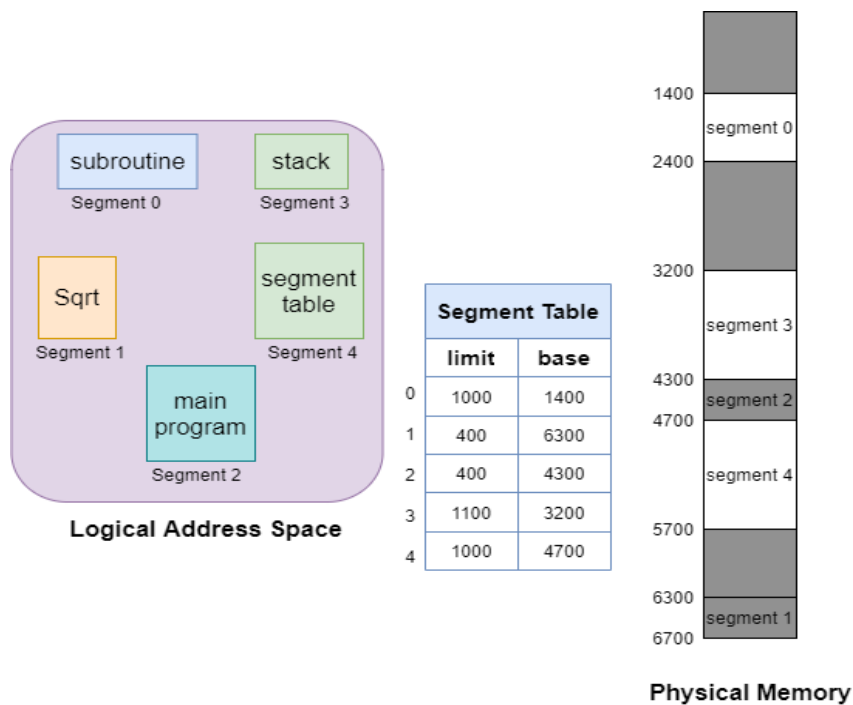 subroutine
Segment 0
stack
Segment 3
Sqrt
Segment 1
segment
table
Segment 4
main
program
Segment 2
Logical Address Space
Segment Table
limit base
0 1000 1400
1 400 6300
2 400 4300
3 1100 3200
4 1000 4700
1400
segment 0
2400
3200
segment 3
4300
segment 2
4700
segment 4
5700
6300
segment 1
6700
Physical Memory